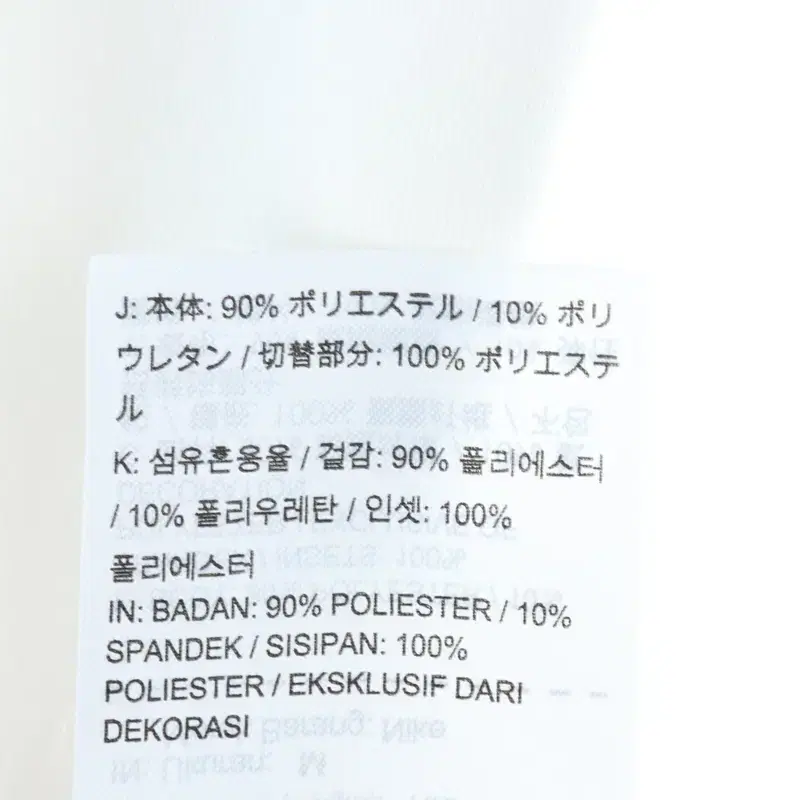 J: 本体: 90% ポリエステル / 10% ポリ
ウレタン / 切替部分: 100% ポリエステ
ル
K: 섬유혼용율 / 겉감: 90% 폴리에스터
/ 10% 폴리우레탄 / 인셋: 100%
폴리에스터
IN: BADAN: 90% POLIESTER / 10%
SPANDEK / SISIPAN: 100%
POLIESTER / EKSKLUSIF DARI
DEKORASI